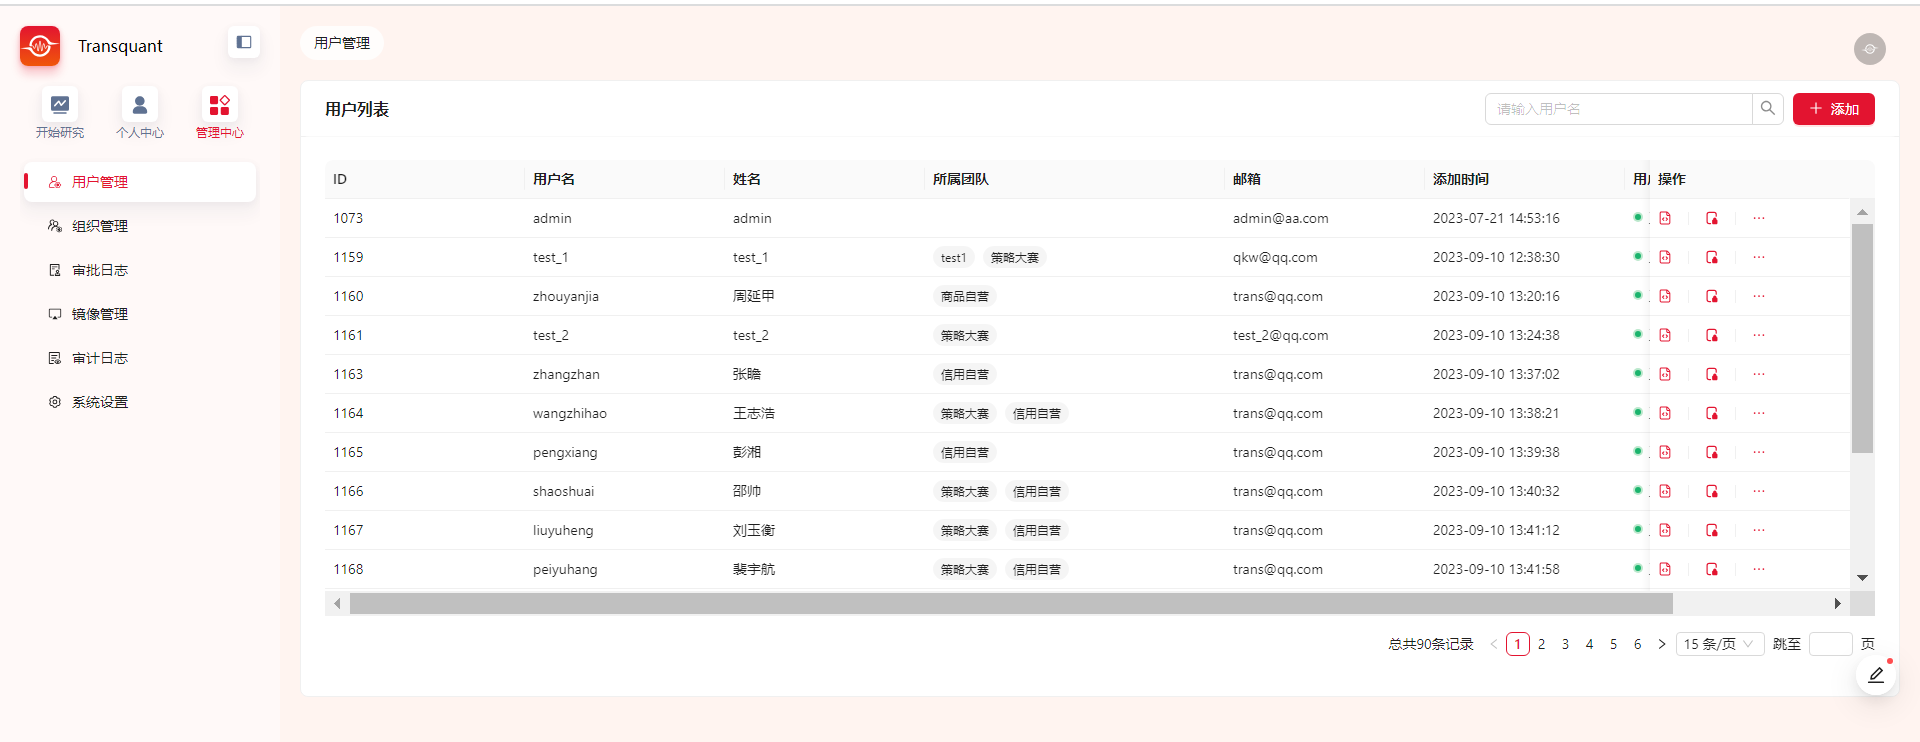 Transquant
开始研究 个人中心 管理中心
用户管理
组织管理
审批日志
镜像管理
审计日志
系统设置
用户管理
用户列表
请输入用户名
添加
ID 用户名 姓名 所属团队 邮箱 添加时间 用户 操作
1073 admin admin admin@aa.com 2023-07-21 14:53:16
1159 test_1 test_1 test1 策略大赛 qkw@qq.com 2023-09-10 12:38:30
1160 zhouyanjia 周延甲 商品自营 trans@qq.com 2023-09-10 13:20:16
1161 test_2 test_2 策略大赛 test_2@qq.com 2023-09-10 13:24:38
1163 zhangzhan 张瞻 信用自营 trans@qq.com 2023-09-10 13:37:02
1164 wangzhihao 王志浩 策略大赛 信用自营 trans@qq.com 2023-09-10 13:38:21
1165 pengxiang 彭湘 信用自营 trans@qq.com 2023-09-10 13:39:38
1166 shaoshuai 邵帅 策略大赛 信用自营 trans@qq.com 2023-09-10 13:40:32
1167 liuyuheng 刘玉衡 策略大赛 信用自营 trans@qq.com 2023-09-10 13:41:12
1168 peiyuhang 裴宇航 策略大赛 信用自营 trans@qq.com 2023-09-10 13:41:58
总共90条记录 < 1 2 3 4 5 6 > 15 条/页 跳至 页